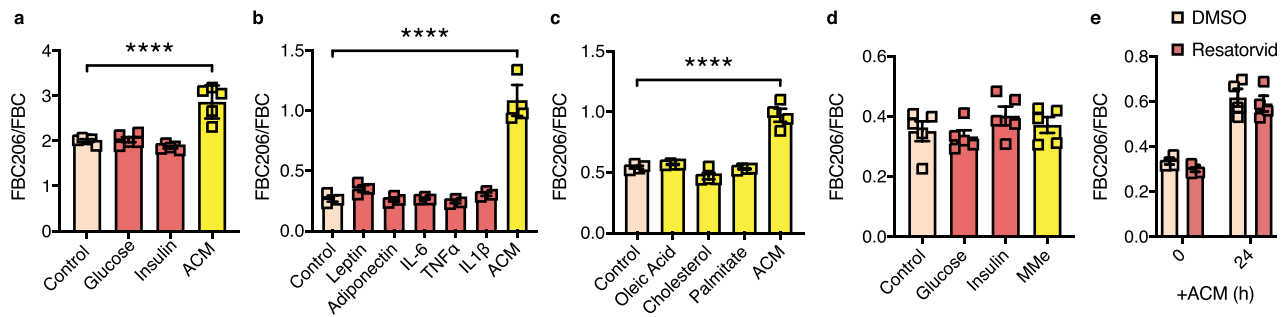 a
****
FBC206/FBC
4
3
2
1
0
Control
Glucose
Insulin
ACM
b
****
FBC206/FBC
1.5
1.0
0.5
0.0
Control
Leptin
Adiponectin
IL-6
TNFα
IL1β
ACM
c
****
FBC206/FBC
1.5
1.0
0.5
0.0
Control
Oleic Acid
Cholesterol
Palmitate
ACM
d
FBC206/FBC
0.6
0.4
0.2
0.0
Control
Glucose
Insulin
MMe
e
DMSO
Resatorvid
FBC206/FBC
0.8
0.6
0.4
0.2
0.0
0
24
+ACM (h)